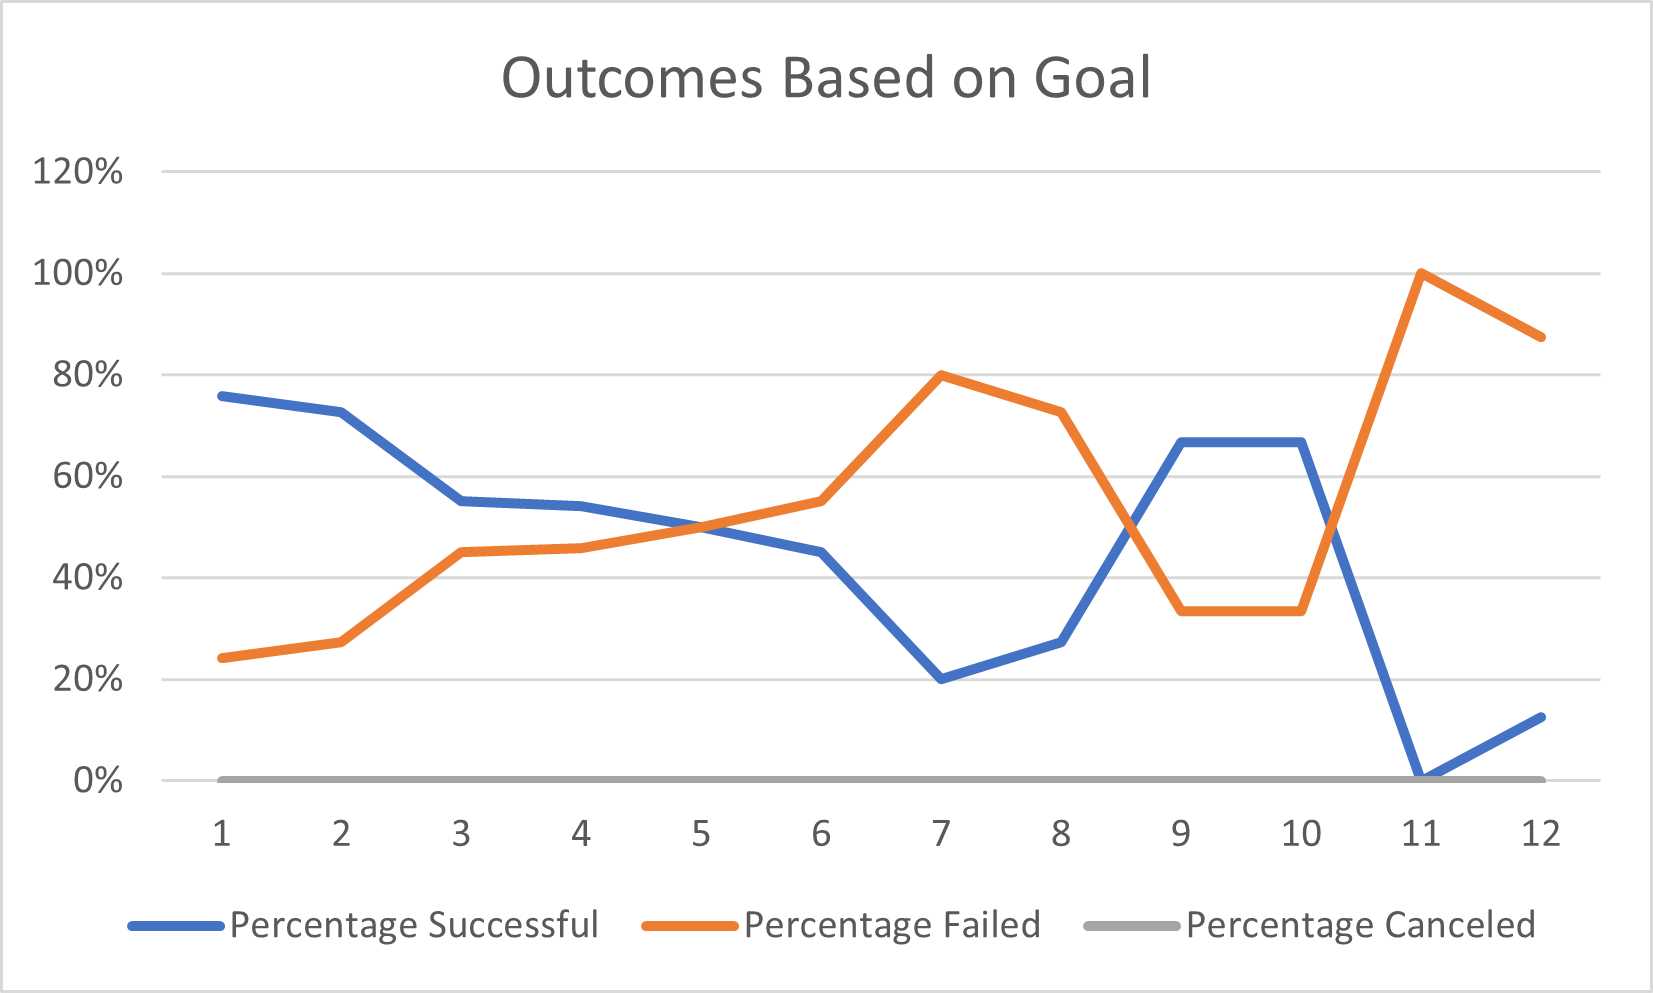 Outcomes Based on Goal
120%
100%
80%
60%
40%
20%
0%
1 2 3 4 5 6 7 8 9 10 11 12
Percentage Successful Percentage Failed Percentage Canceled